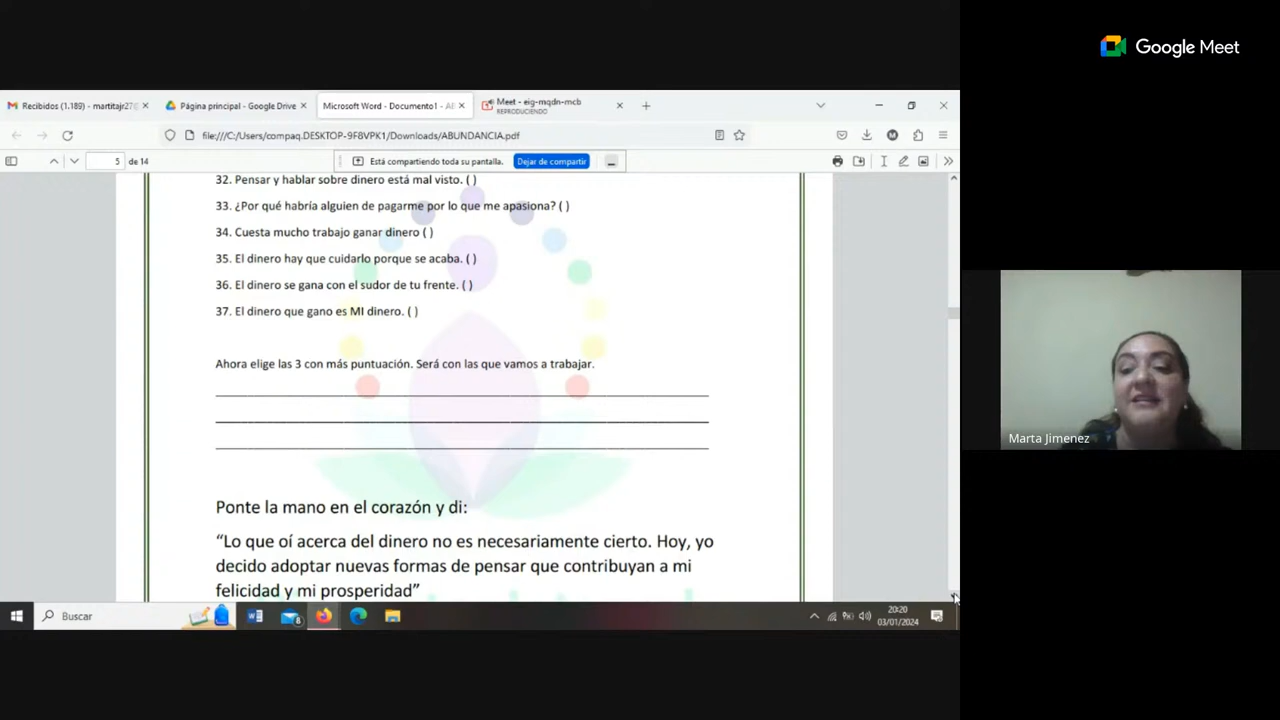 Google Meet
Recibidos (1.189) - martitajr27@
Página principal - Google Drive
Microsoft Word - Documento1 - AB
Meet - eig-mqdn-mcb
REPRODUCIENDO
file:///C:/Users/compaq.DESKTOP-9F8VPK1/Downloads/ABUNDANCIA.pdf
5 de 14
Está compartiendo toda su pantalla.
Dejar de compartir
32. Pensar y hablar sobre dinero está mal visto. ( )
33. ¿Por qué habría alguien de pagarme por lo que me apasiona? ( )
34. Cuesta mucho trabajo ganar dinero ( )
35. El dinero hay que cuidarlo porque se acaba. ( )
36. El dinero se gana con el sudor de tu frente. ( )
37. El dinero que gano es MI dinero. ( )
Ahora elige las 3 con más puntuación. Será con las que vamos a trabajar.
Ponte la mano en el corazón y di:
“Lo que oí acerca del dinero no es necesariamente cierto. Hoy, yo
decido adoptar nuevas formas de pensar que contribuyan a mi
felicidad y mi prosperidad”
Marta Jimenez
Buscar
20:20
03/01/2024